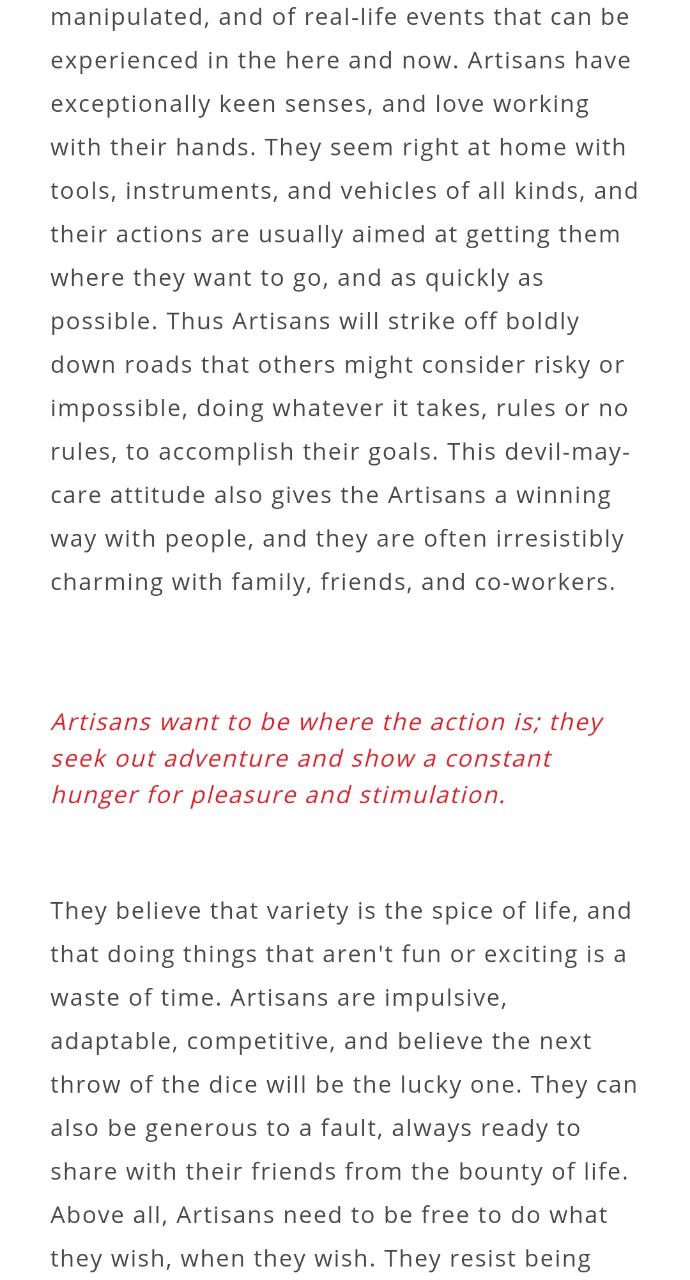 manipulated, and of real-life events that can be
experienced in the here and now. Artisans have
exceptionally keen senses, and love working
with their hands. They seem right at home with
tools, instruments, and vehicles of all kinds, and
their actions are usually aimed at getting them
where they want to go, and as quickly as
possible. Thus Artisans will strike off boldly
down roads that others might consider risky or
impossible, doing whatever it takes, rules or no
rules, to accomplish their goals. This devil-may-
care attitude also gives the Artisans a winning
way with people, and they are often irresistibly
charming with family, friends, and co-workers.
Artisans want to be where the action is; they
seek out adventure and show a constant
hunger for pleasure and stimulation.
They believe that variety is the spice of life, and
that doing things that aren't fun or exciting is a
waste of time. Artisans are impulsive,
adaptable, competitive, and believe the next
throw of the dice will be the lucky one. They can
also be generous to a fault, always ready to
share with their friends from the bounty of life.
Above all, Artisans need to be free to do what
they wish, when they wish. They resist being